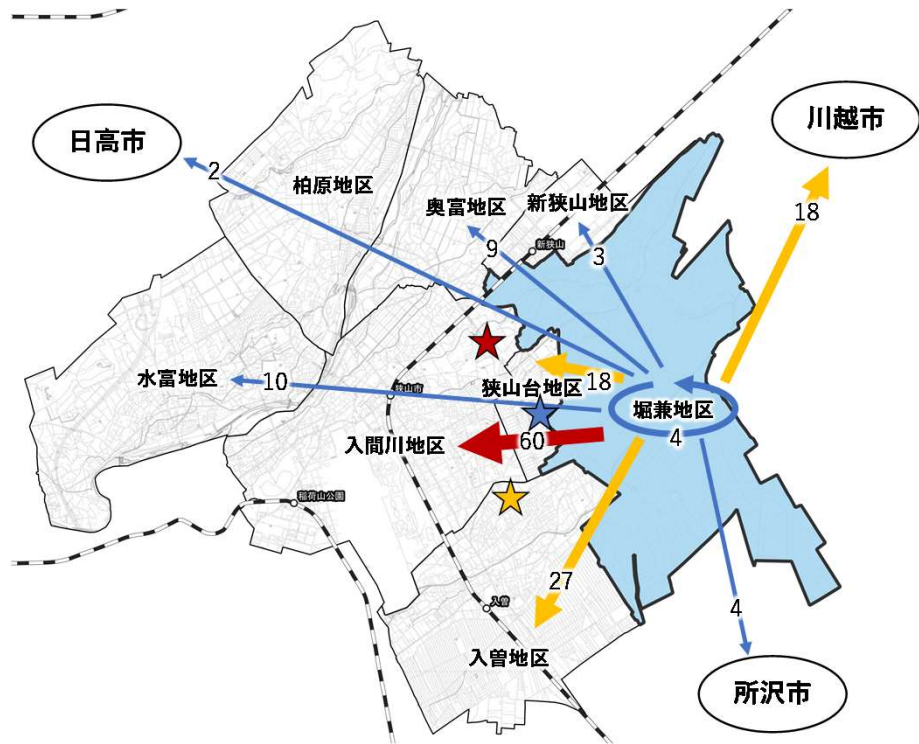 川越市
日高市
2
柏原地区
奥富地区
新狭山地区
18
9
新狭山
3
水富地区
10
狭山市
狭山台地区
18
堀兼地区
4
入間川地区
60
稲荷山公園
27
入曽
4
入曽地区
所沢市